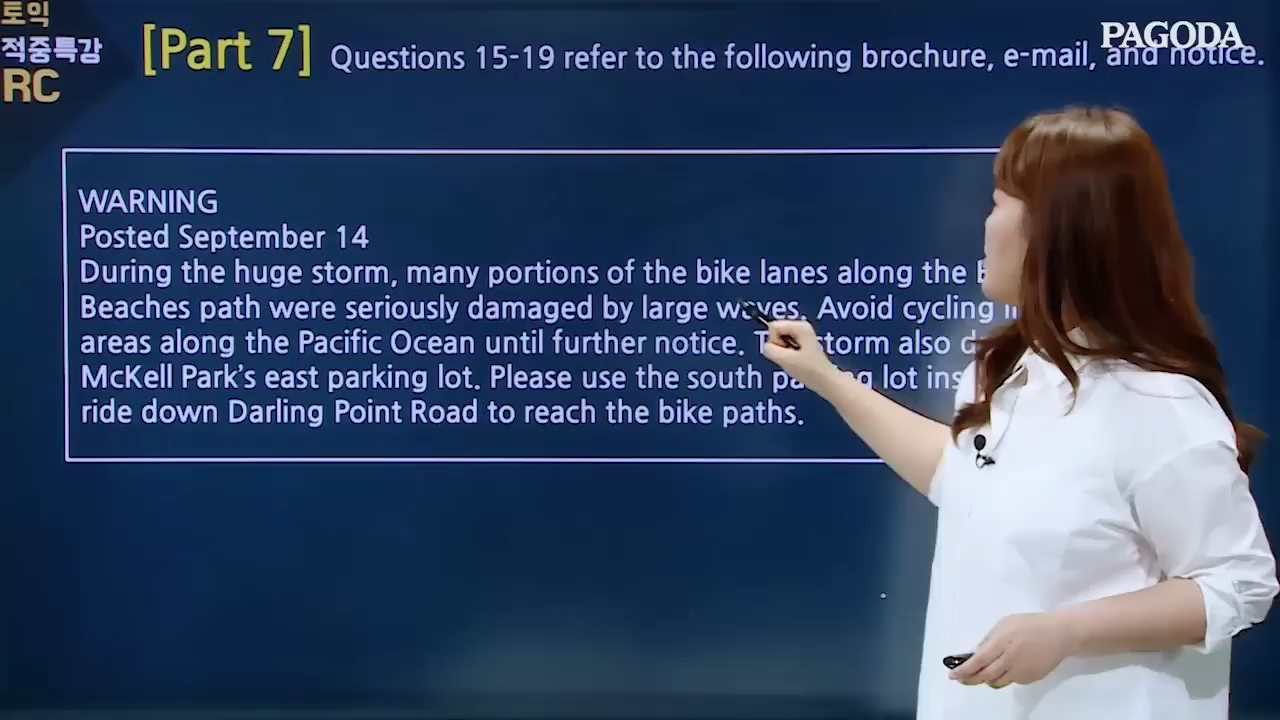 토익
적중특강
RC
[Part 7] Questions 15-19 refer to the following brochure, e-mail, and notice.
PAGODA
WARNING
Posted September 14
During the huge storm, many portions of the bike lanes along the
Beaches path were seriously damaged by large waves. Avoid cycling
areas along the Pacific Ocean until further notice. storm also
McKell Park's east parking lot. Please use the south parking lot
ride down Darling Point Road to reach the bike paths.